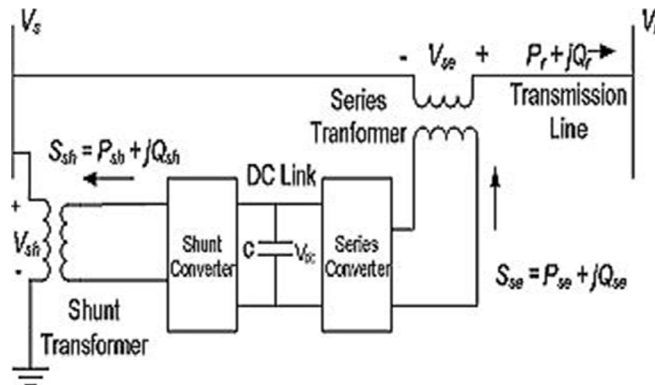 Vs
V
- Vse +
Pr + jQr
Series
Tranformer
Transmission
Line
Ssh = Psh + jQsh
DC Link
+
Vsh
-
Shunt
Converter
C
Vdc
Series
Converter
Sse = Pse + jQse
Shunt
Transformer